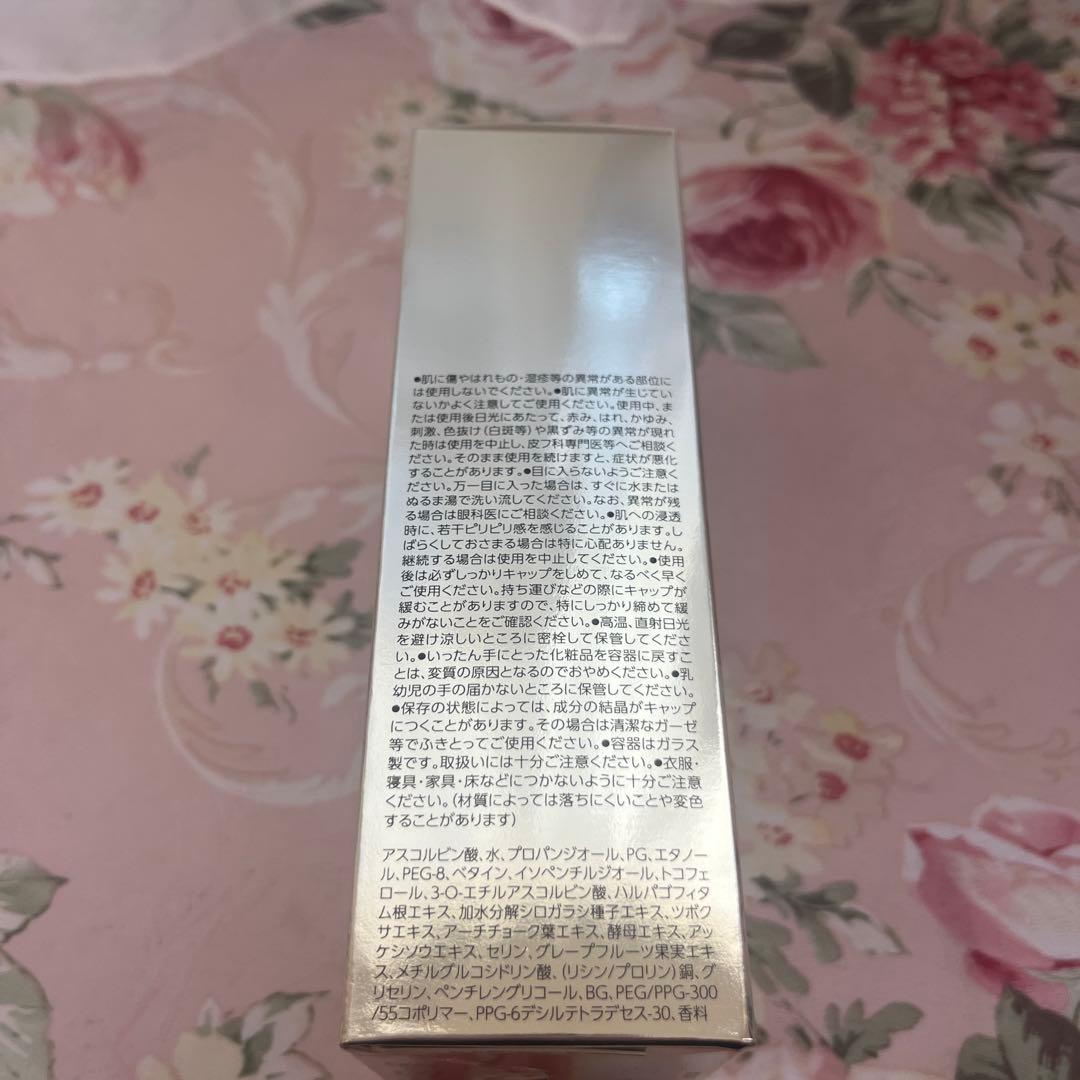 ●肌に傷やはれもの・湿疹等の異常がある部位に
は使用しないでください。●肌に異常が生じてい
ないかよく注意してご使用ください。使用中、ま
たは使用後日光にあたって、赤み、はれ、かゆみ、
刺激、色抜け(白斑等)や黒ずみ等の異常が現れ
た時は使用を中止し、皮フ科専門医等へご相談く
ださい。そのまま使用を続けますと、症状が悪化
することがあります。●目に入らないようご注意く
ださい。万一目に入った場合は、すぐに水または
ぬるま湯で洗い流してください。なお、異常が残
る場合は眼科医にご相談ください。●肌への浸透
時に、若干ピリピリ感を感じることがあります。し
ばらくしておさまる場合は特に心配ありません。
継続する場合は使用を中止してください。●使用
後は必ずしっかりキャップをしめて、なるべく早く
ご使用ください。持ち運びなどの際にキャップが
緩むことがありますので、特にしっかり締めて緩
みがないことをご確認ください。●高温、直射日光
を避け涼しいところに密栓して保管してくださ
い。●いったん手にとった化粧品を容器に戻すこ
とは、変質の原因となるのでおやめください。●乳
幼児の手の届かないところに保管してください。
●保存の状態によっては、成分の結晶がキャップ
につくことがあります。その場合は清潔なガーゼ
等でふきとってご使用ください。●容器はガラス
製です。取扱いには十分ご注意ください。●衣服・
寝具・家具・床などにつかないように十分ご注意
ください。(材質によっては落ちにくいことや変色
することがあります)
アスコルビン酸、水、プロパンジオール、PG、エタノー
ル、PEG-8、ベタイン、イソペンチルジオール、トコフェ
ロール、3-O-エチルアスコルビン酸、ハルパゴフィタ
ム根エキス、加水分解シロガラシ種子エキス、ツボク
サエキス、アーチチョーク葉エキス、酵母エキス、アッ
ケシソウエキス、セリン、グレープフルーツ果実エキ
ス、メチルグルコシドリン酸、(リシン/プロリン)銅、グ
リセリン、ペンチレングリコール、BG、PEG/PPG-300
/55コポリマー、PPG-6デシルテトラデセス-30、香料